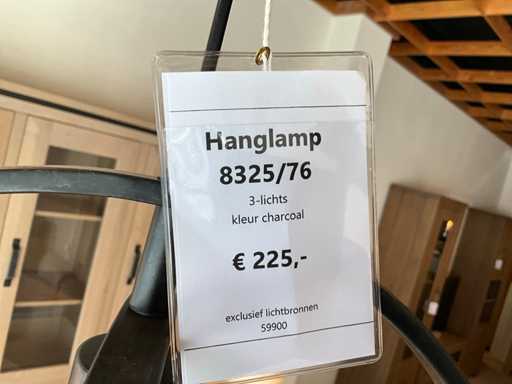 Hanglamp
8325/76
3-lichts
kleur charcoal
€ 225,-
exclusief lichtbronnen
59900